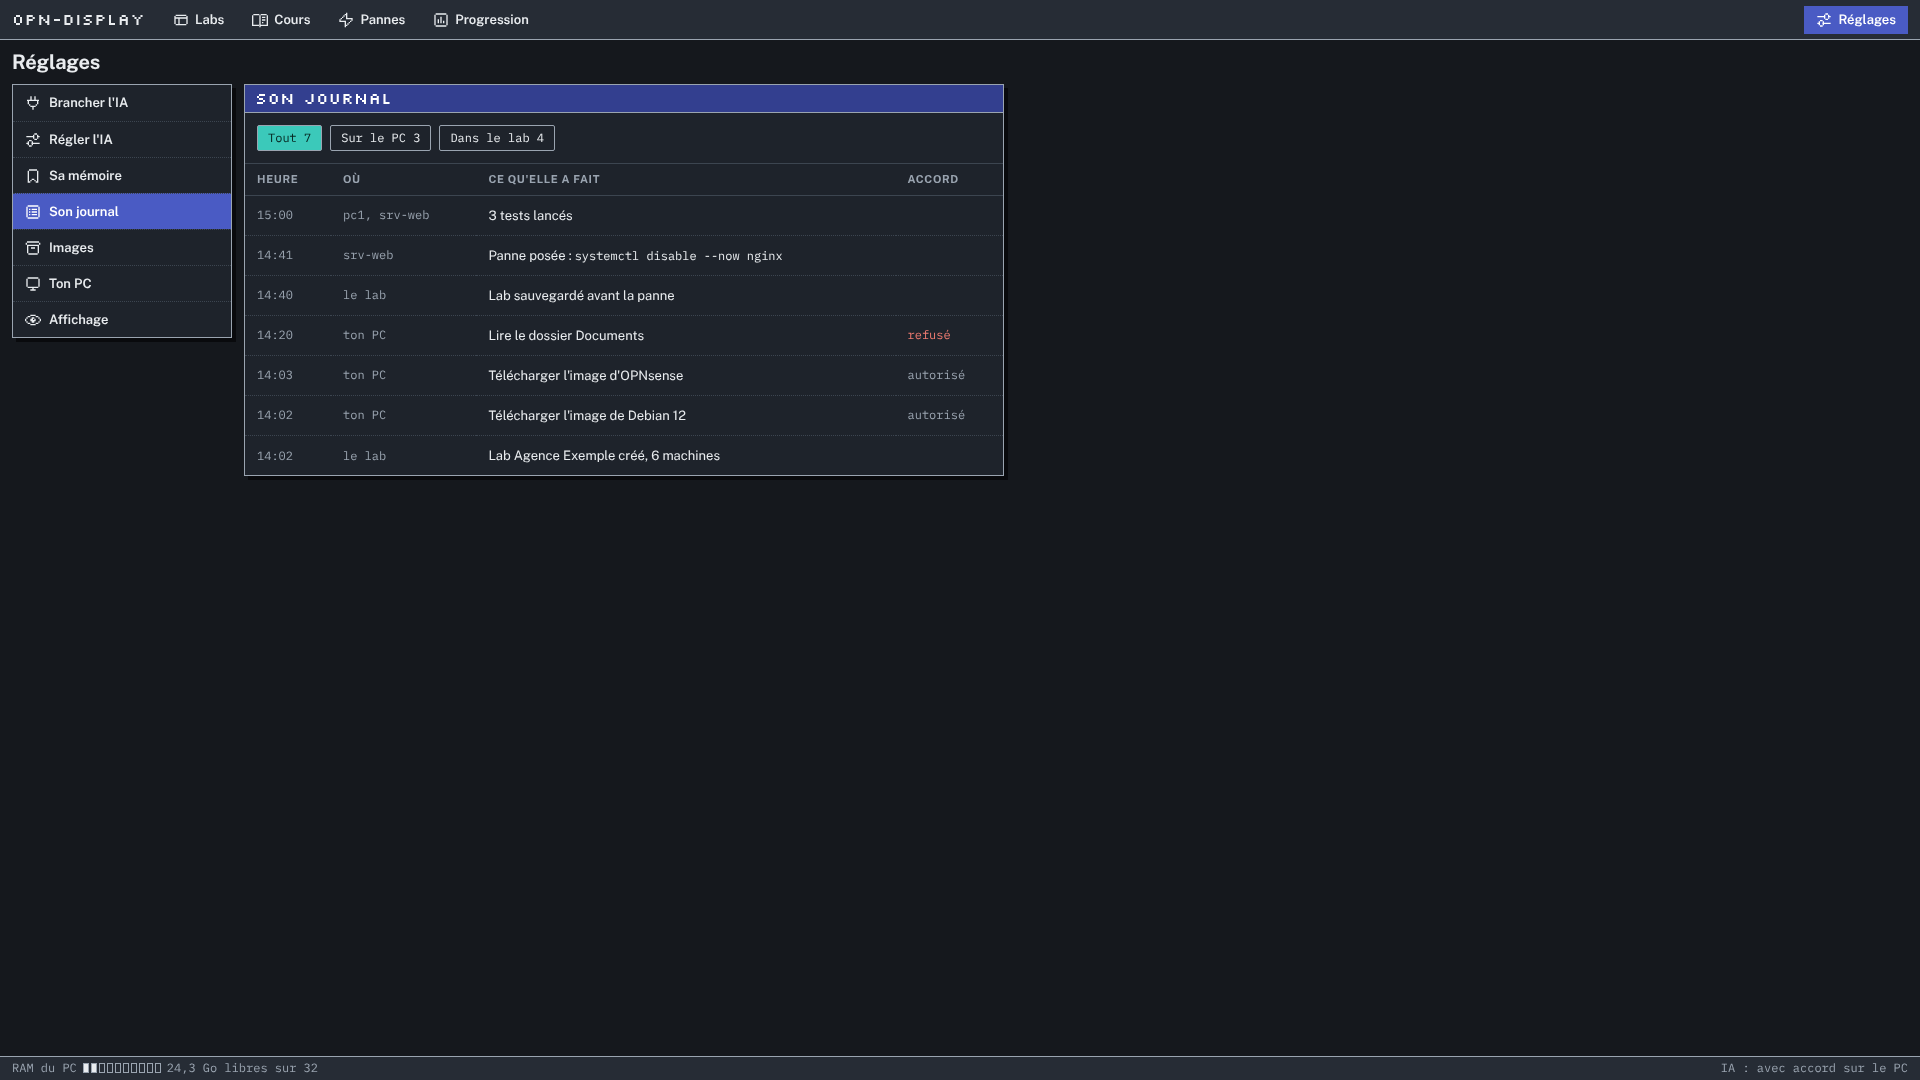 OPN-DISPLAY Labs Cours Pannes Progression Réglages
Réglages
Brancher l'IA
Régler l'IA
Sa mémoire
Son journal
Images
Ton PC
Affichage
SON JOURNAL
Tout 7 Sur le PC 3 Dans le lab 4
HEURE OÙ CE QU'ELLE A FAIT ACCORD
15:00 pc1, srv-web 3 tests lancés
14:41 srv-web Panne posée : systemctl disable --now nginx
14:40 le lab Lab sauvegardé avant la panne
14:20 ton PC Lire le dossier Documents refusé
14:03 ton PC Télécharger l'image d'OPNsense autorisé
14:02 ton PC Télécharger l'image de Debian 12 autorisé
14:02 le lab Lab Agence Exemple créé, 6 machines
RAM du PC 24,3 Go libres sur 32 IA : avec accord sur le PC